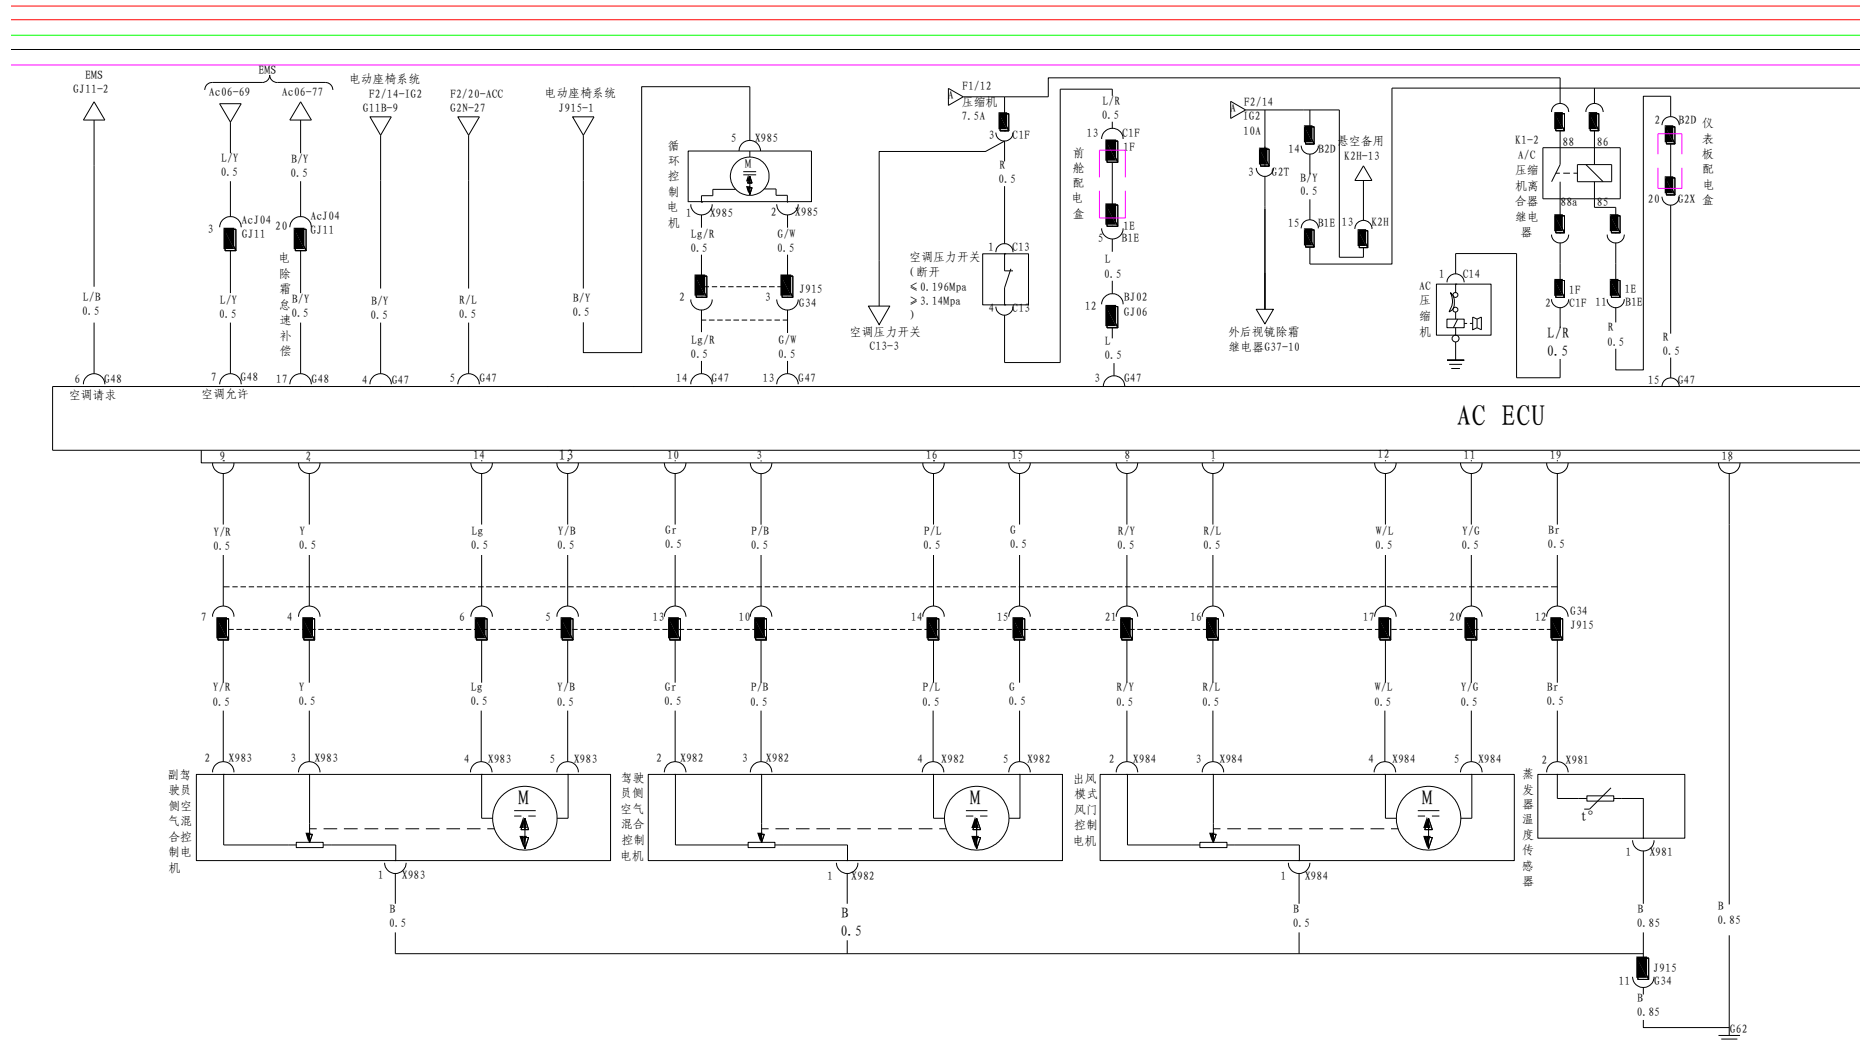 EMS
GJ11-2
EMS
Ac06-69
Ac06-77
电动座椅系统
F2/14-IG2
G11B-9
F2/20-ACC
G2N-27
电动座椅系统
J915-1
F1/12
压缩机
7.5A
3
C1F
L/R
0.5
13
C1F
1F
F2/14
IG2
10A
3
G2T
14
B2D
悬空备用
K2H-13
B/Y
0.5
15
B1E
13
K2H
K1-2
A/C
压缩
机离
合器
继电
器
88
86
88a
85
2
B2D
仪表板配电盒
20
G2X
L/Y
0.5
B/Y
0.5
3
AcJ04
GJ11
20
AcJ04
GJ11
电除霜怠速补偿
循环控制电机
5
X985
M
1
X985
2
X985
Lg/R
0.5
G/W
0.5
2
3
J915
G34
R
0.5
前舱配电盒
1E
5
B1E
1
C13
空调压力开关
(断开
≤0.196Mpa
≥3.14Mpa
)
4
C13
空调压力开关
C13-3
L
0.5
12
BJ02
GJ06
L
0.5
外后视镜除霜
继电器G37-10
1
C14
AC
压
缩
机
1F
2
C1F
1E
11
B1E
L/R
0.5
R
0.5
R
0.5
L/B
0.5
L/Y
0.5
B/Y
0.5
B/Y
0.5
R/L
0.5
B/Y
0.5
Lg/R
0.5
G/W
0.5
6
G48
7
G48
17
G48
4
G47
5
G47
14
G47
13
G47
3
G47
15
G47
空调请求
空调允许
AC ECU
9
2
14
13
10
3
16
15
8
1
12
11
19
18
Y/R
0.5
Y
0.5
Lg
0.5
Y/B
0.5
Gr
0.5
P/B
0.5
P/L
0.5
G
0.5
R/Y
0.5
R/L
0.5
W/L
0.5
Y/G
0.5
Br
0.5
7
4
6
5
13
10
14
15
21
16
17
20
12
G34
J915
Y/R
0.5
Y
0.5
Lg
0.5
Y/B
0.5
Gr
0.5
P/B
0.5
P/L
0.5
G
0.5
R/Y
0.5
R/L
0.5
W/L
0.5
Y/G
0.5
Br
0.5
2
X983
3
X983
4
X983
5
X983
2
X982
3
X982
4
X982
5
X982
2
X984
3
X984
4
X984
5
X984
2
X981
副驾
驶员
侧空
气混
合控
制电
机
M
驾驶
员侧
空气
混合
控制
电机
M
出风
模式
风门
控制
电机
M
蒸发器温度传感器
t°
1
X983
1
X982
1
X984
1
X981
B
0.5
B
0.5
B
0.5
B
0.85
B
0.85
J915
11
G34
B
0.85
G62